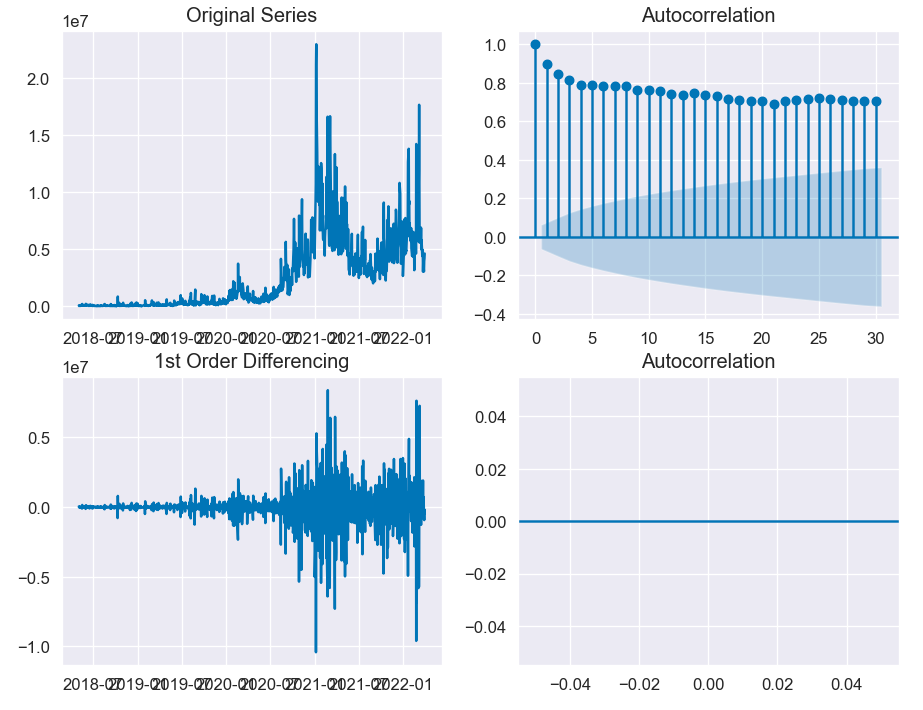 Original Series
1e7
2.0
1.5
1.0
0.5
0.0
2018-07 2019-01 2019-07 2020-01 2020-07 2021-01 2021-07 2022-01
Autocorrelation
1.0
0.8
0.6
0.4
0.2
0.0
−0.2
−0.4
0 5 10 15 20 25 30
1st Order Differencing
1e7
0.5
0.0
−0.5
−1.0
2018-07 2019-01 2019-07 2020-01 2020-07 2021-01 2021-07 2022-01
Autocorrelation
0.04
0.02
0.00
−0.02
−0.04
−0.04 −0.02 0.00 0.02 0.04